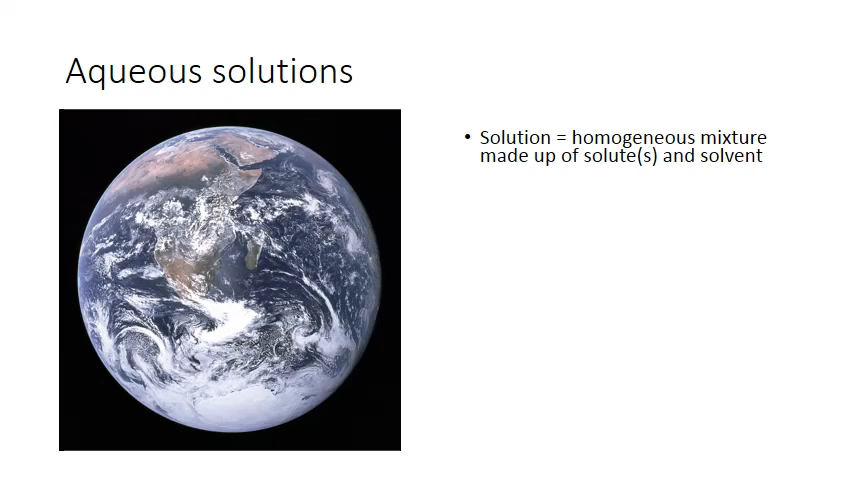 Aqueous solutions
• Solution = homogeneous mixture
made up of solute(s) and solvent